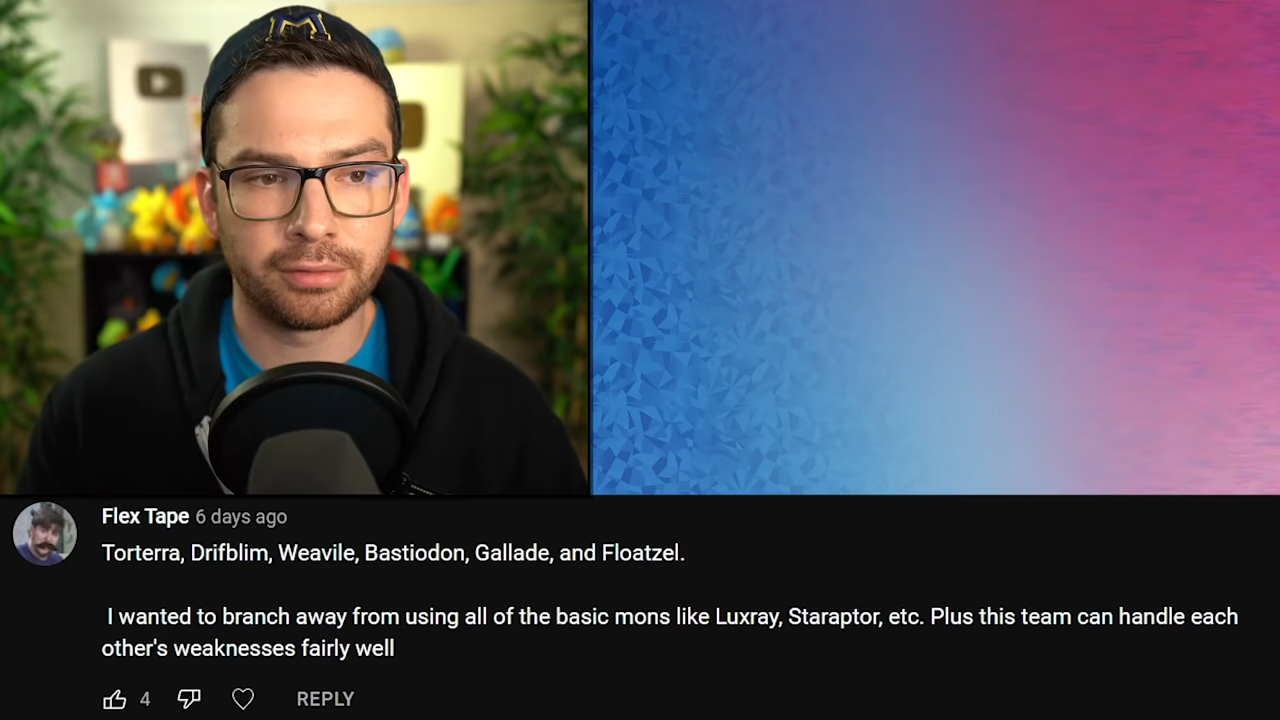 M
Flex Tape 6 days ago
Torterra, Drifblim, Weavile, Bastiodon, Gallade, and Floatzel.
I wanted to branch away from using all of the basic mons like Luxray, Staraptor, etc. Plus this team can handle each
other's weaknesses fairly well
4 REPLY